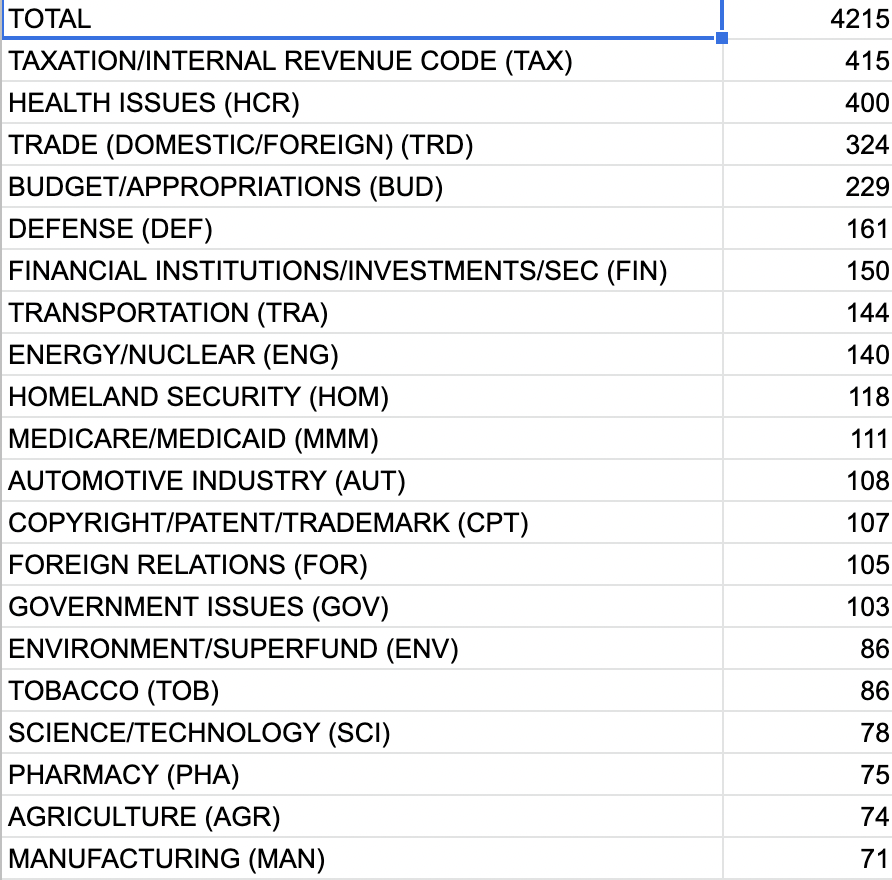 TOTAL 4215
TAXATION/INTERNAL REVENUE CODE (TAX) 415
HEALTH ISSUES (HCR) 400
TRADE (DOMESTIC/FOREIGN) (TRD) 324
BUDGET/APPROPRIATIONS (BUD) 229
DEFENSE (DEF) 161
FINANCIAL INSTITUTIONS/INVESTMENTS/SEC (FIN) 150
TRANSPORTATION (TRA) 144
ENERGY/NUCLEAR (ENG) 140
HOMELAND SECURITY (HOM) 118
MEDICARE/MEDICAID (MMM) 111
AUTOMOTIVE INDUSTRY (AUT) 108
COPYRIGHT/PATENT/TRADEMARK (CPT) 107
FOREIGN RELATIONS (FOR) 105
GOVERNMENT ISSUES (GOV) 103
ENVIRONMENT/SUPERFUND (ENV) 86
TOBACCO (TOB) 86
SCIENCE/TECHNOLOGY (SCI) 78
PHARMACY (PHA) 75
AGRICULTURE (AGR) 74
MANUFACTURING (MAN) 71